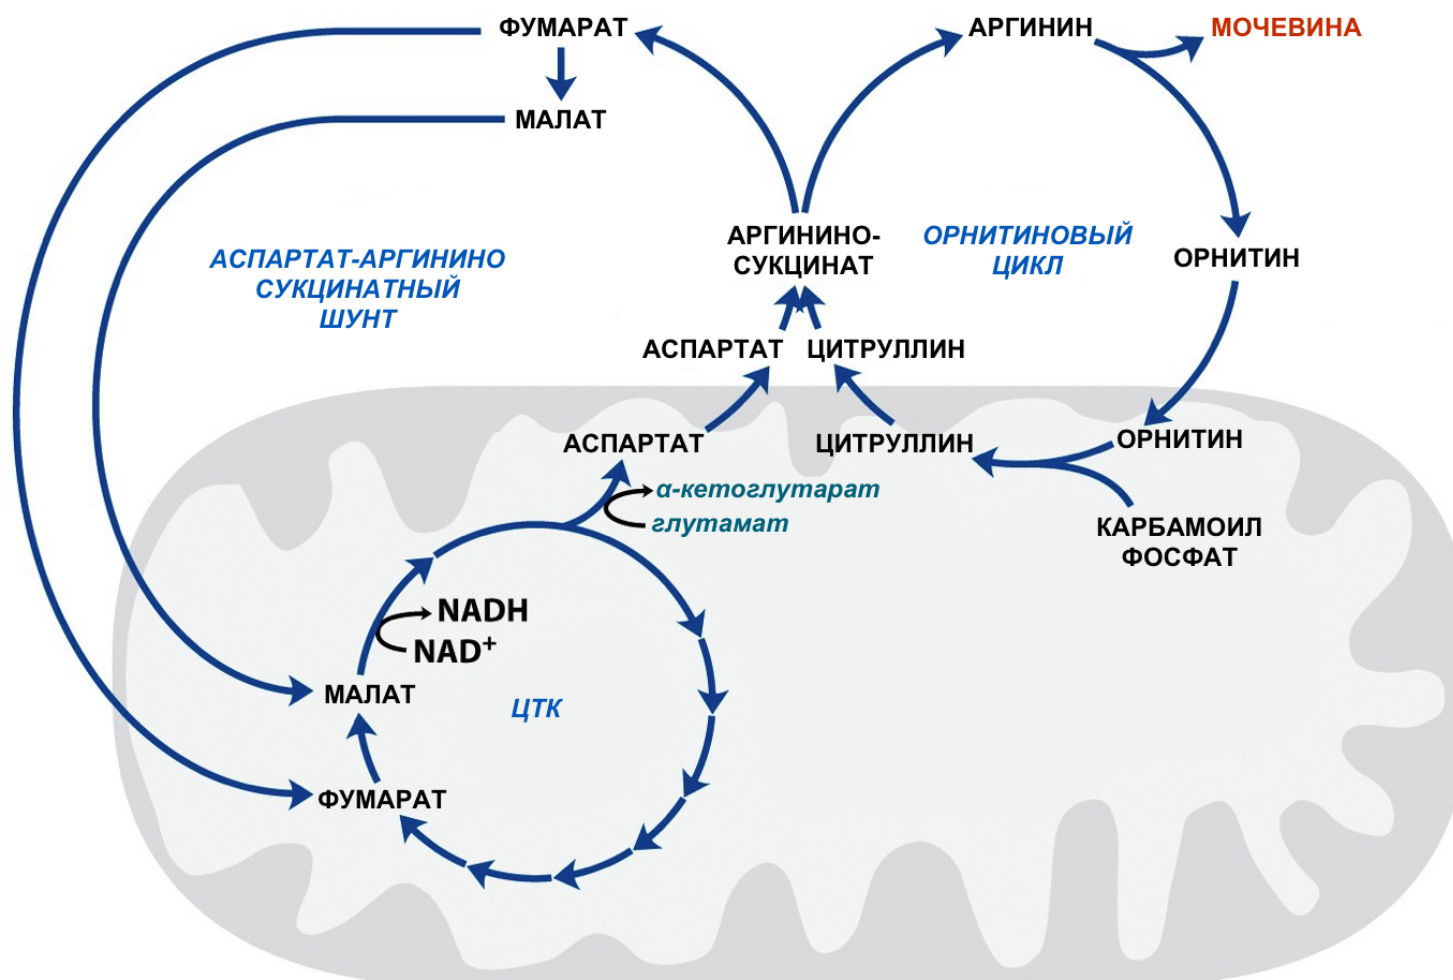 ФУМАРАТ
АРГИНИН
МОЧЕВИНА
МАЛАТ
АРГИНИНО-
СУКЦИНАТ
ОРНИТИНОВЫЙ
ЦИКЛ
ОРНИТИН
АСПАРТАТ-АРГИНИНО
СУКЦИНАТНЫЙ
ШУНТ
АСПАРТАТ
ЦИТРУЛЛИН
АСПАРТАТ
ЦИТРУЛЛИН
ОРНИТИН
α-кетоглутарат
глутамат
КАРБАМОИЛ
ФОСФАТ
NADH
NAD⁺
МАЛАТ
ЦТК
ФУМАРАТ